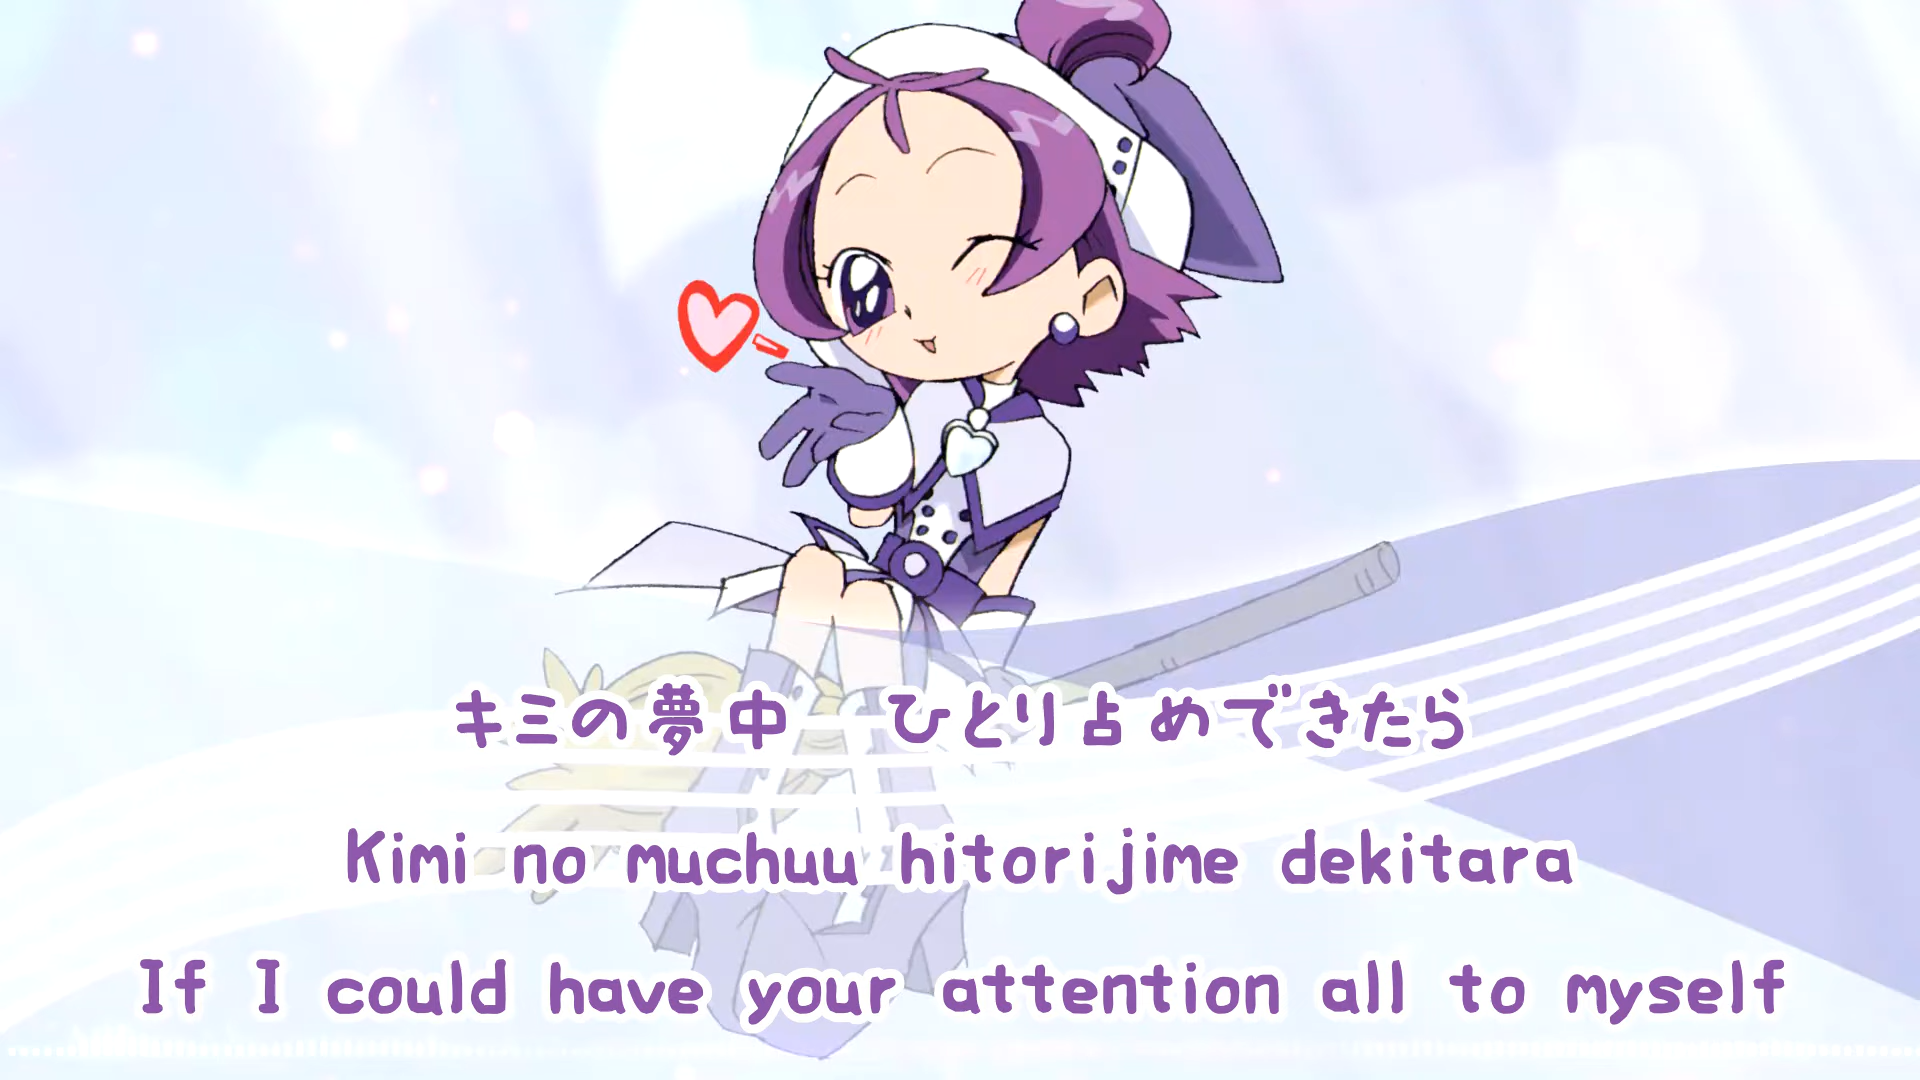 キミの夢中　ひとり占めできたら
Kimi no muchuu hitorijime dekitara
If I could have your attention all to myself